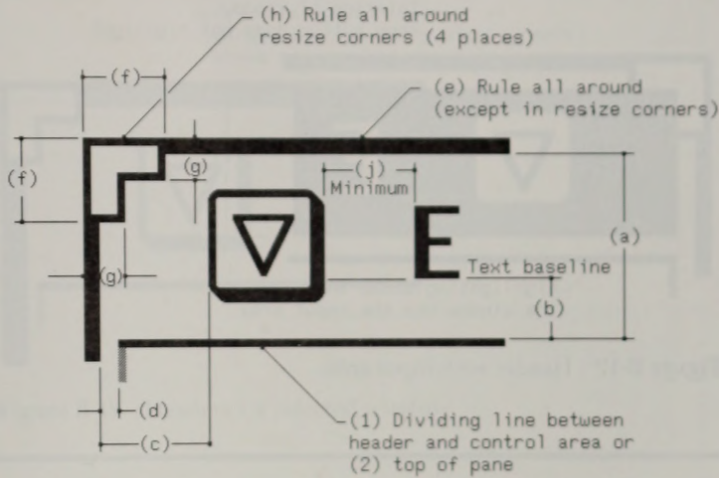 (h) Rule all around
resize corners (4 places)
(f)
(e) Rule all around
(except in resize corners)
(f)
(g)
(j)
Minimum
E
(a)
(g)
Text baseline
(b)
(d)
(c)
(1) Dividing line between
header and control area or
(2) top of pane